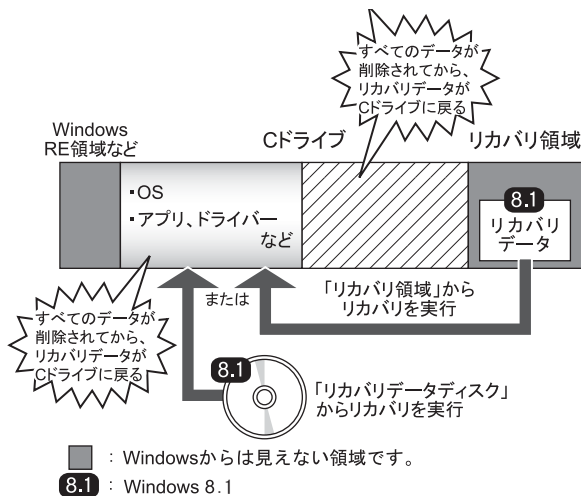 すべてのデータが
削除されてから、
リカバリデータが
Cドライブに戻る
Windows
RE領域など
Cドライブ
リカバリ領域
・OS
・アプリ、ドライバー
など
8.1
リカバリ
データ
または
「リカバリ領域」から
リカバリを実行
すべてのデータが
削除されてから、
リカバリデータが
Cドライブに戻る
8.1
「リカバリデータディスク」
からリカバリを実行
：Windowsからは見えない領域です。
8.1：Windows 8.1